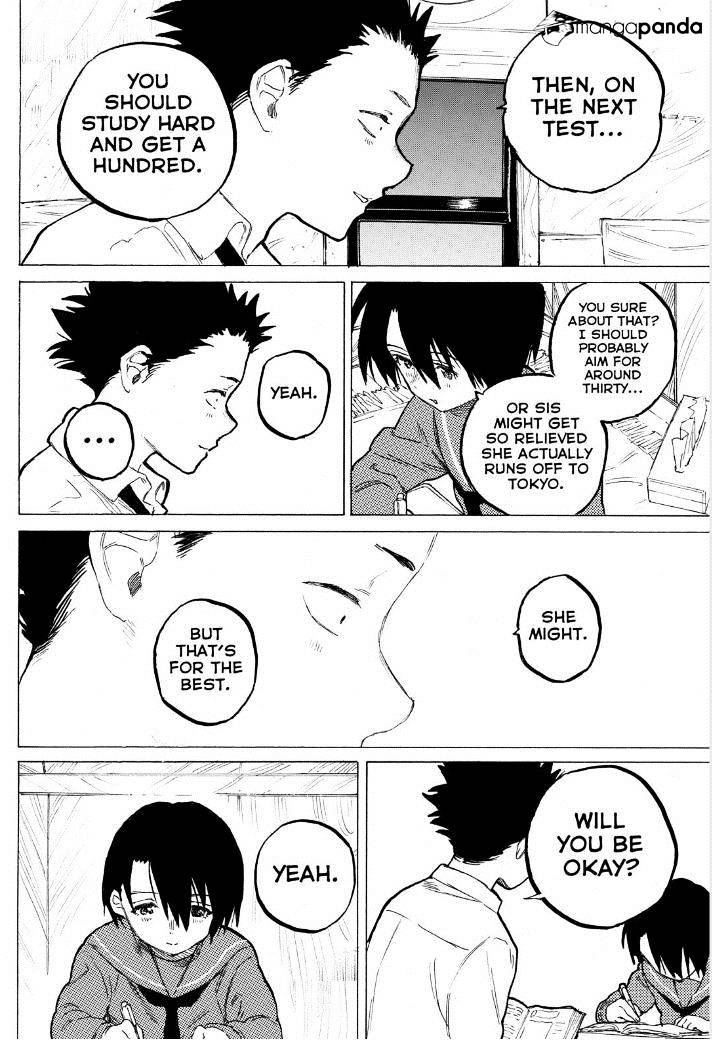 mangapanda
THEN, ON
THE NEXT
TEST...
YOU
SHOULD
STUDY HARD
AND GET A
HUNDRED.
YOU SURE
ABOUT THAT?
I SHOULD
PROBABLY
AIM FOR
AROUND
THIRTY...
OR SIS
MIGHT GET
SO RELIEVED
SHE ACTUALLY
RUNS OFF TO
TOKYO.
YEAH.
...
SHE
MIGHT.
BUT
THAT'S
FOR THE
BEST.
WILL
YOU BE
OKAY?
YEAH.